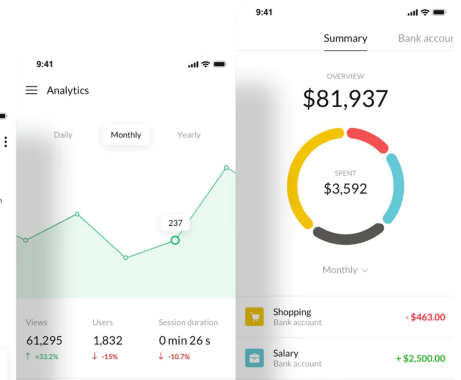 9:41
Analytics
Daily Monthly Yearly
237
Views Users Session duration
61,295 1,832 0 min 26 s
↑ +33.2% ↓ -15% ↓ -10.7%
9:41
Summary Bank accour
OVERVIEW
$81,937
SPENT
$3,592
Monthly
Shopping
Bank account
- $463.00
Salary
Bank account
+ $2,500.00